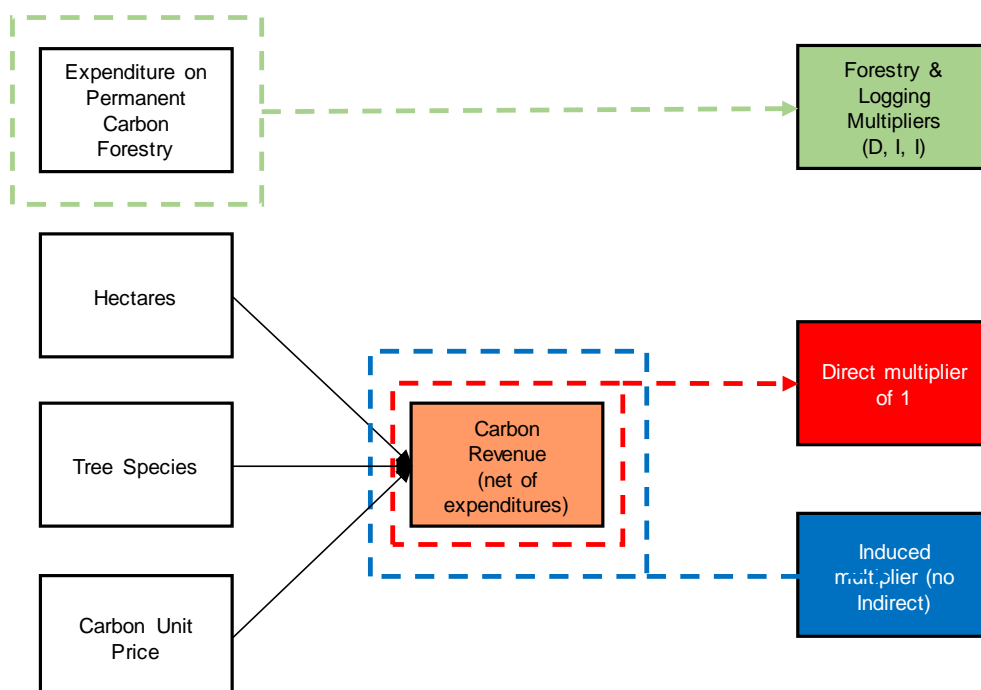 Expenditure on
Permanent
Carbon
Forestry
Forestry &
Logging
Multipliers
(D, I, I)
Hectares
Direct multiplier
of 1
Tree Species
Carbon
Revenue
(net of
expenditures)
Induced
multiplier (no
Indirect)
Carbon Unit
Price